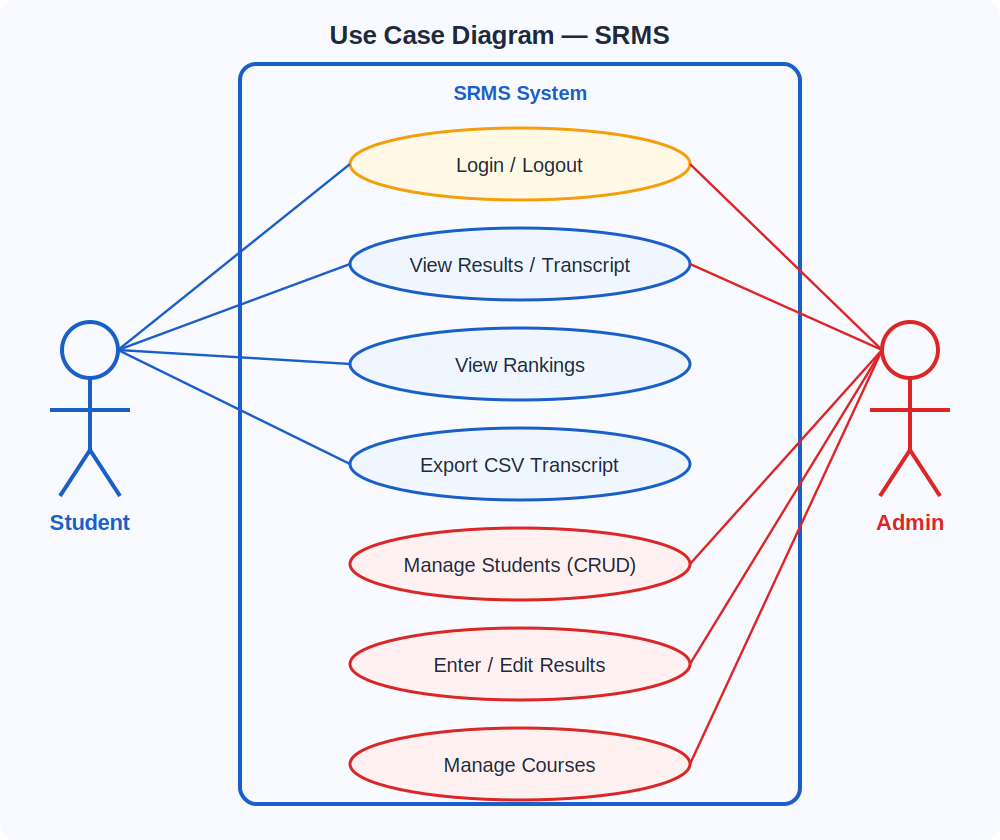 Use Case Diagram — SRMS
SRMS System
Login / Logout
View Results / Transcript
View Rankings
Export CSV Transcript
Student
Admin
Manage Students (CRUD)
Enter / Edit Results
Manage Courses